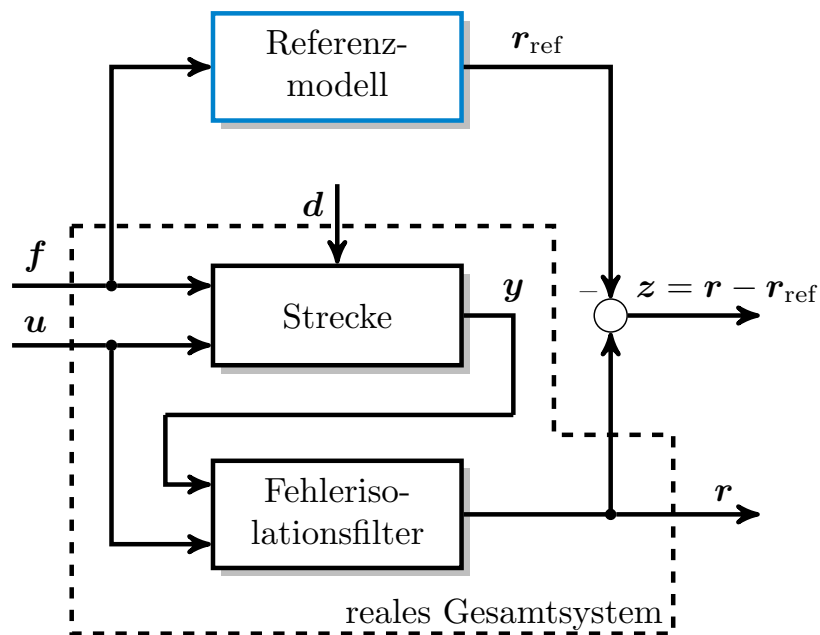 Referenz-
modell
r_ref
d
f
y
– z = r − r_ref
u
Strecke
Fehleriso-
lationsfilter
r
reales Gesamtsystem